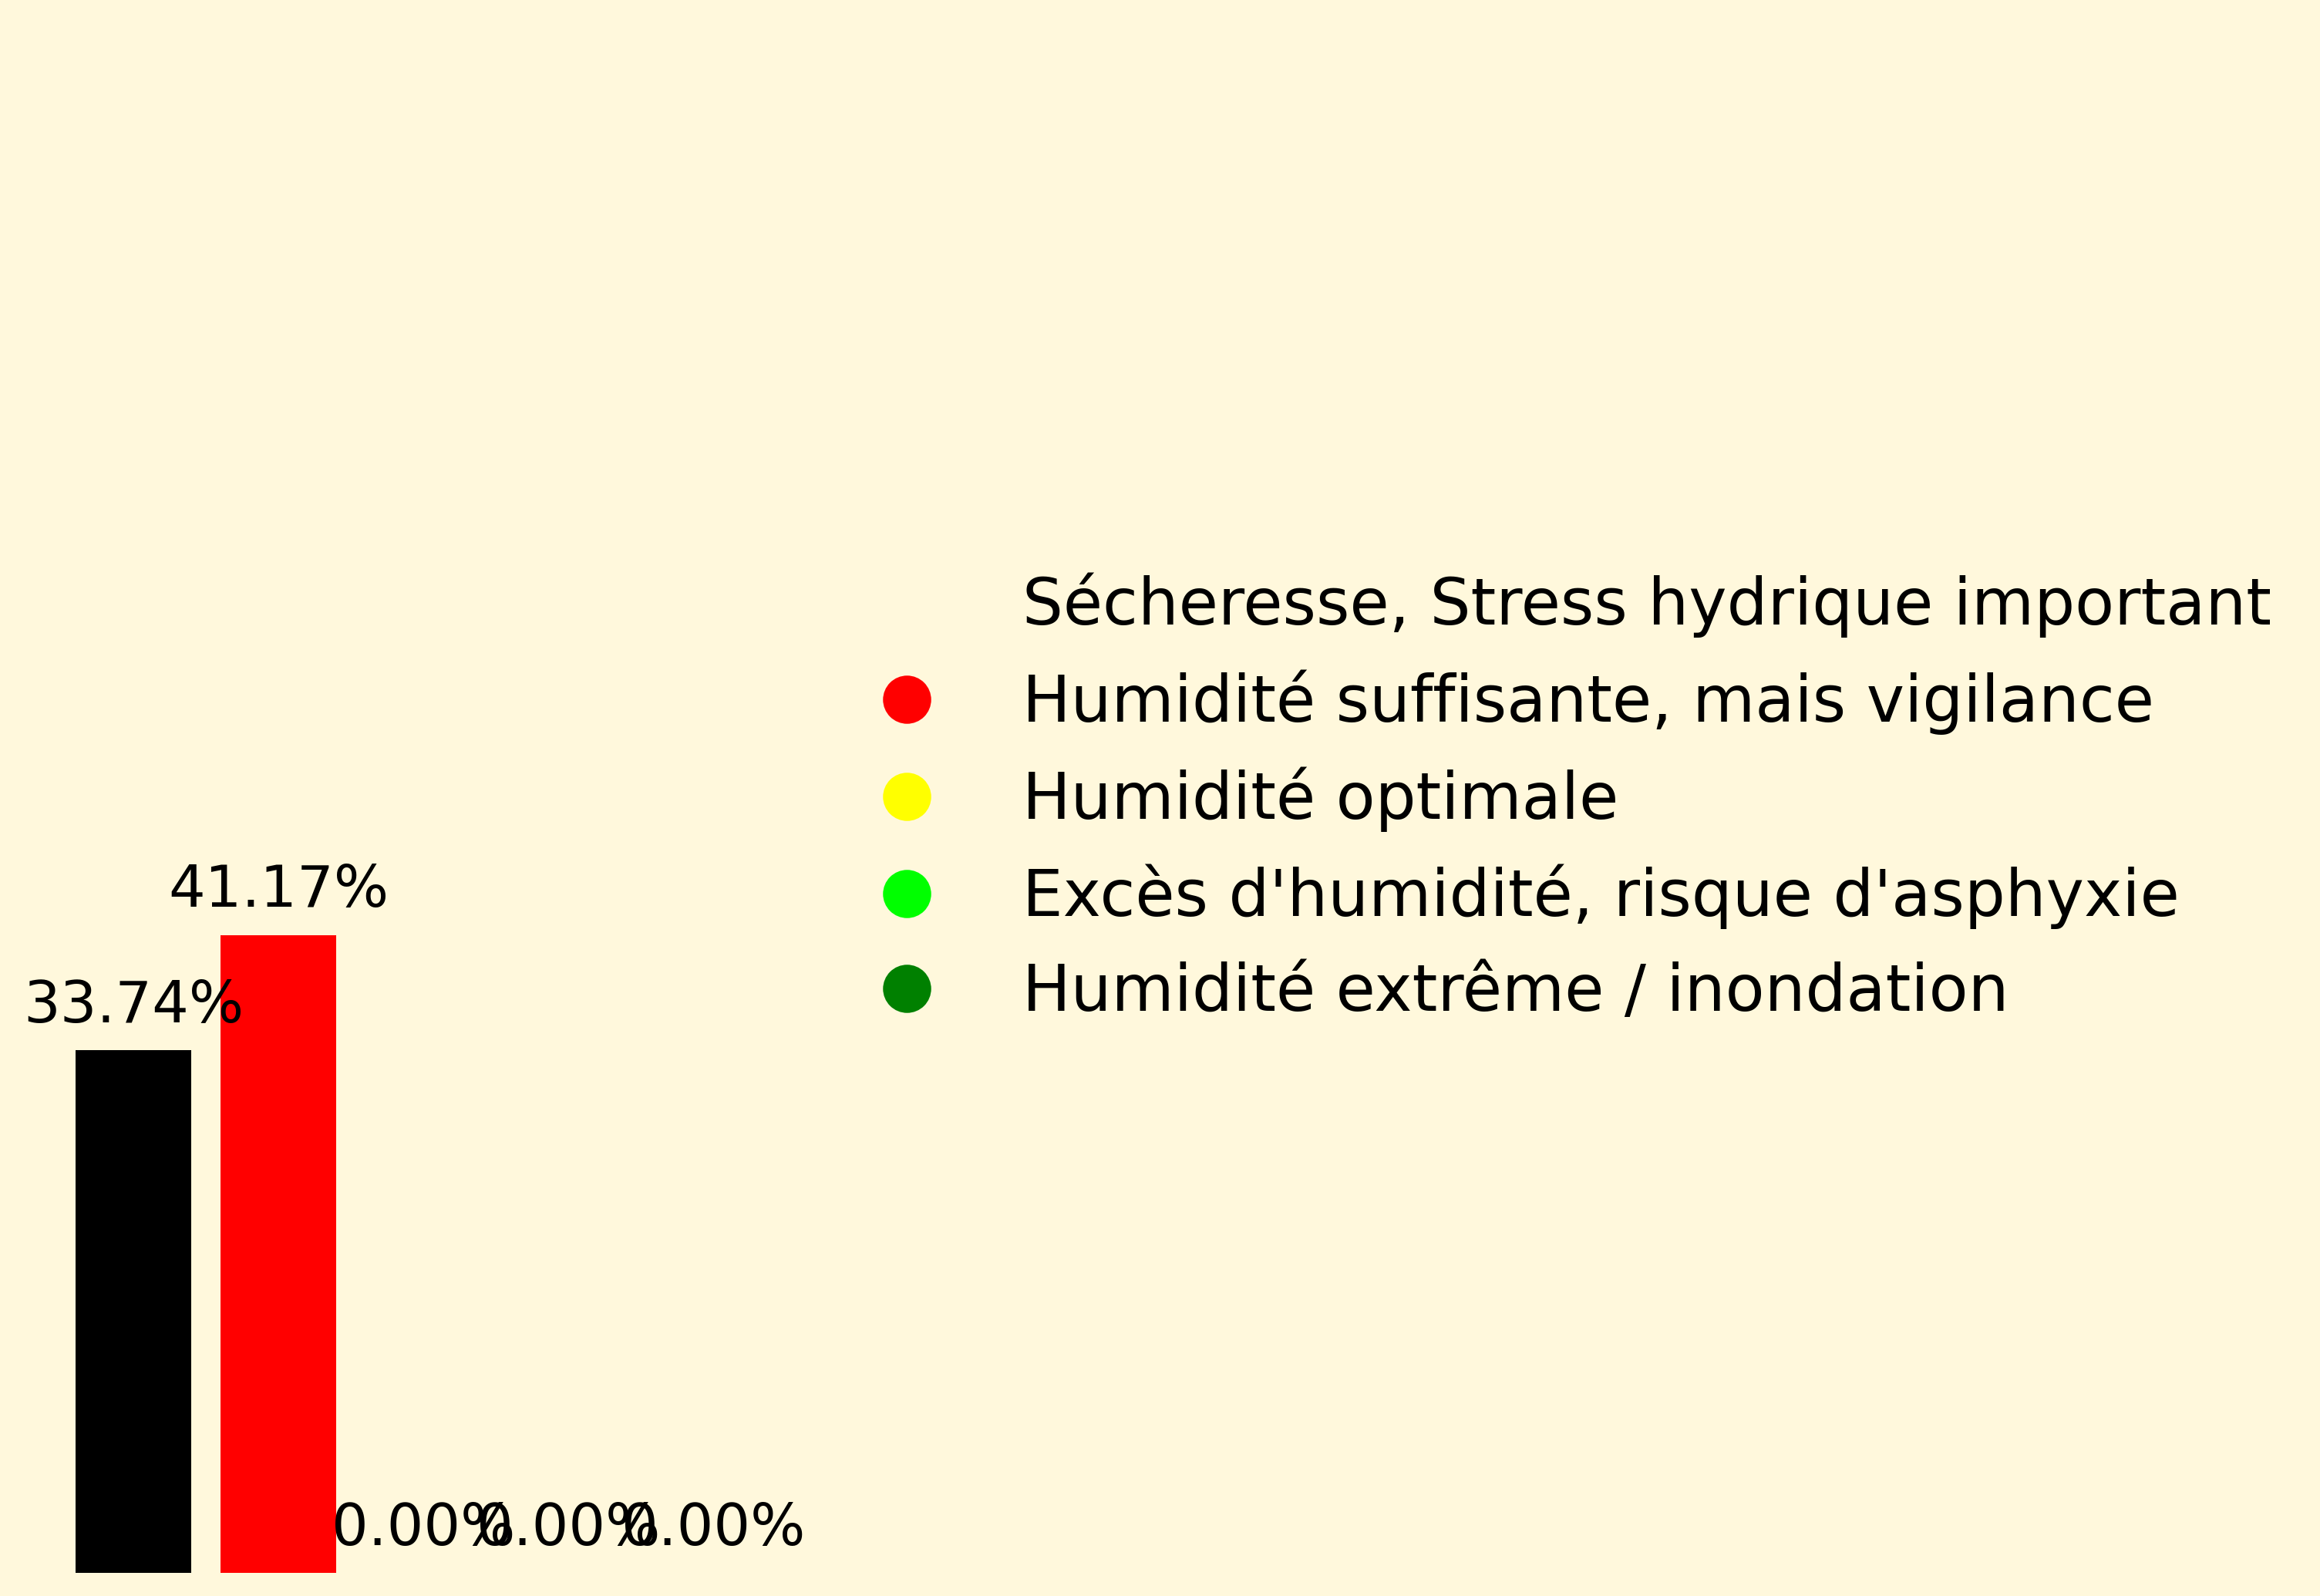 Sécheresse, Stress hydrique important
Humidité suffisante, mais vigilance
Humidité optimale
Excès d'humidité, risque d'asphyxie
Humidité extrême / inondation
41.17%
33.74%
0.00%
0.00%
0.00%